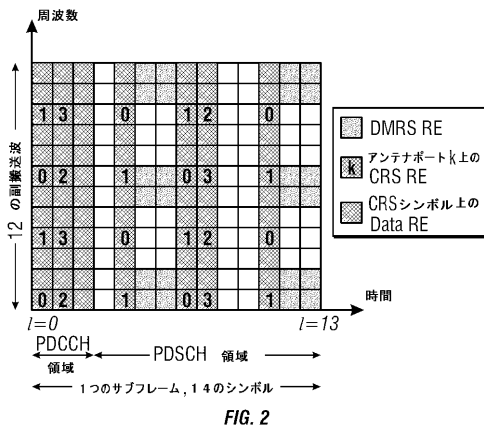 周波数
12 の副搬送波
1 3 0 1 2 0
0 2 1 0 3 1
1 3 0 1 2 0
0 2 1 0 3 1
時間
l=0 l=13
PDCCH
領域
PDSCH 領域
1つのサブフレーム,14のシンボル
DMRS RE
k アンテナポートk上の
CRS RE
CRSシンボル上の
Data RE
FIG. 2